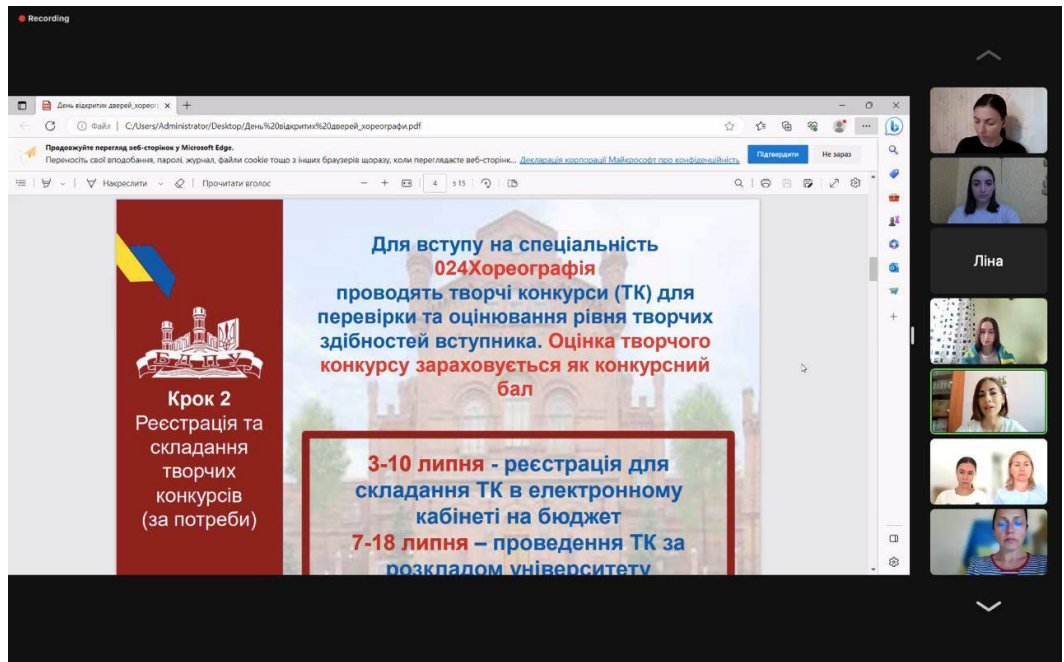 Recording
День відкритих дверей_хореогр
Файл | C:/Users/Administrator/Desktop/День%20відкритих%20дверей_хореографи.pdf
Продовжуйте перегляд веб-сторінок у Microsoft Edge.
Переносіть свої вподобання, паролі, журнал, файли cookie тощо з інших браузерів щоразу, коли переглядаєте веб-сторінк... Декларація корпорації Майкрософт про конфіденційність
Підтвердити
Не зараз
Накреслити
Прочитати вголос
4 з 15
Для вступу на спеціальність
024Хореографія
проводять творчі конкурси (ТК) для
перевірки та оцінювання рівня творчих
здібностей вступника. Оцінка творчого
конкурсу зараховується як конкурсний
бал
БДПУ
Крок 2
Реєстрація та
складання
творчих
конкурсів
(за потреби)
3-10 липня - реєстрація для
складання ТК в електронному
кабінеті на бюджет
7-18 липня – проведення ТК за
розкладом університету
Ліна